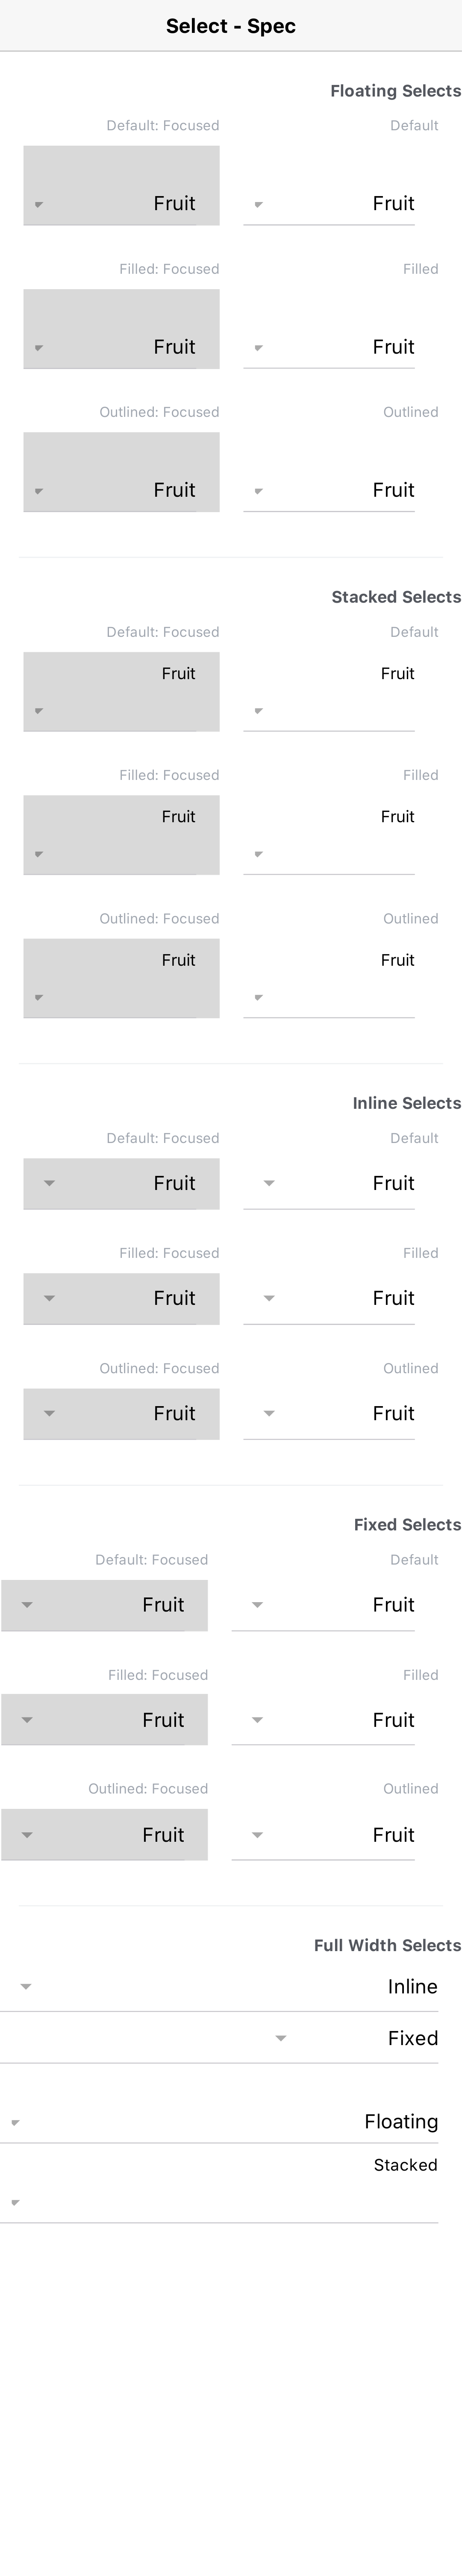 Select - Spec
Floating Selects
Default: Focused
Default
Fruit
Fruit
Filled: Focused
Filled
Fruit
Fruit
Outlined: Focused
Outlined
Fruit
Fruit
Stacked Selects
Default: Focused
Default
Fruit
Fruit
Filled: Focused
Filled
Fruit
Fruit
Outlined: Focused
Outlined
Fruit
Fruit
Inline Selects
Default: Focused
Default
Fruit
Fruit
Filled: Focused
Filled
Fruit
Fruit
Outlined: Focused
Outlined
Fruit
Fruit
Fixed Selects
Default: Focused
Default
Fruit
Fruit
Filled: Focused
Filled
Fruit
Fruit
Outlined: Focused
Outlined
Fruit
Fruit
Full Width Selects
Inline
Fixed
Floating
Stacked